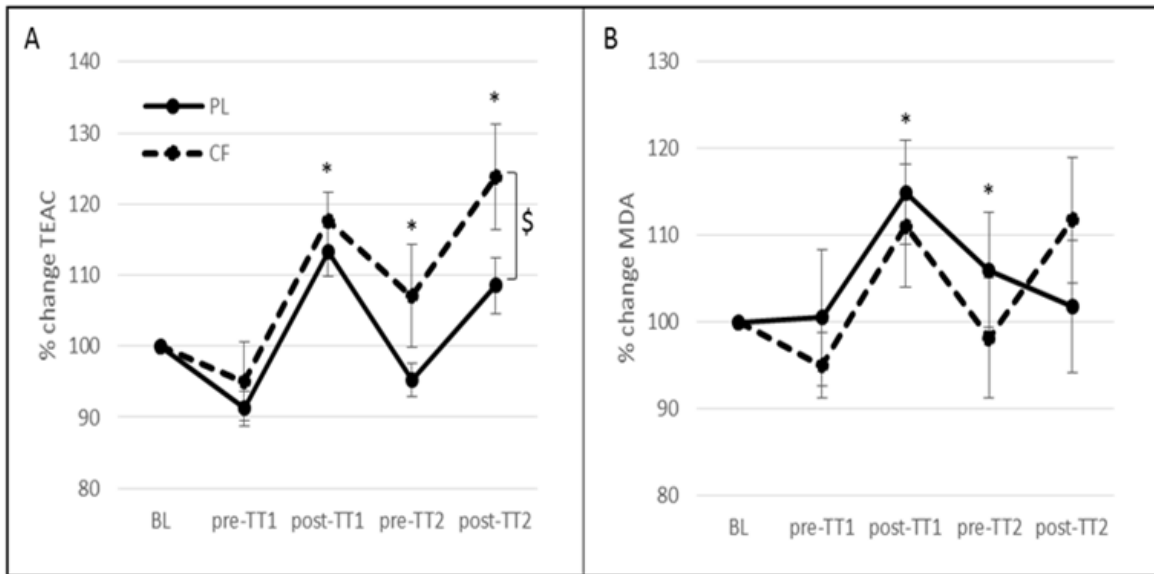 A
% change TEAC
140
130
120
110
100
90
80
PL
CF
*
*
*
$
BL
pre-TT1
post-TT1
pre-TT2
post-TT2
B
% change MDA
130
120
110
100
90
80
*
*
BL
pre-TT1
post-TT1
pre-TT2
post-TT2